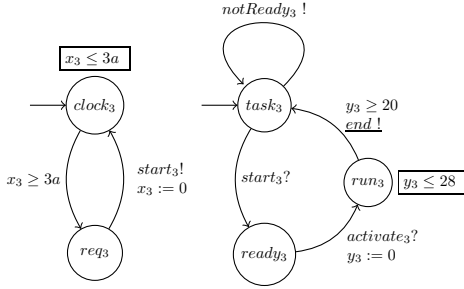 notReady₃ !
x₃ ≤ 3a
clock₃
task₃
y₃ ≥ 20
end !
x₃ ≥ 3a
start₃!
x₃ := 0
start₃?
run₃
y₃ ≤ 28
req₃
ready₃
activate₃?
y₃ := 0